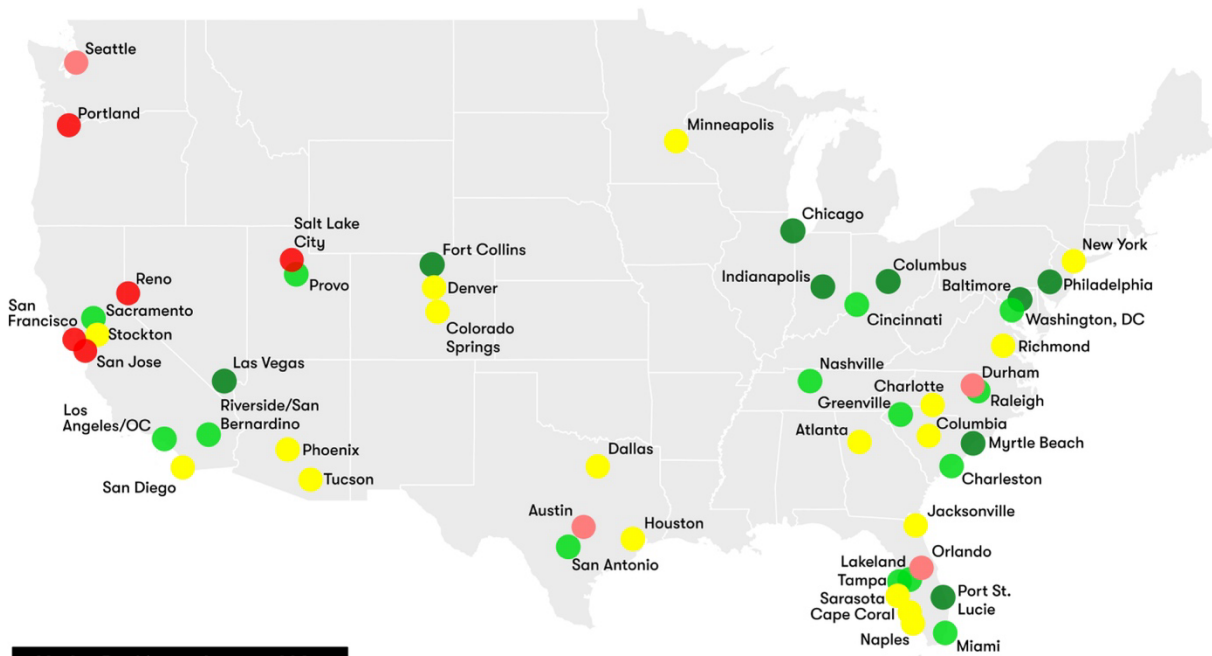 Seattle
Portland
Minneapolis
Chicago
Salt Lake
City
New York
Fort Collins
Columbus
Indianapolis
Reno
Provo
Denver
Baltimore
Philadelphia
San
Francisco
Sacramento
Cincinnati
Washington, DC
Stockton
Colorado
Springs
Richmond
San Jose
Las Vegas
Nashville
Durham
Charlotte
Raleigh
Greenville
Riverside/San
Bernardino
Los
Angeles/OC
Columbia
Atlanta
Myrtle Beach
Phoenix
Dallas
Tucson
Charleston
San Diego
Austin
Houston
Jacksonville
San Antonio
Orlando
Lakeland
Tampa
Port St.
Lucie
Sarasota
Cape Coral
Naples
Miami